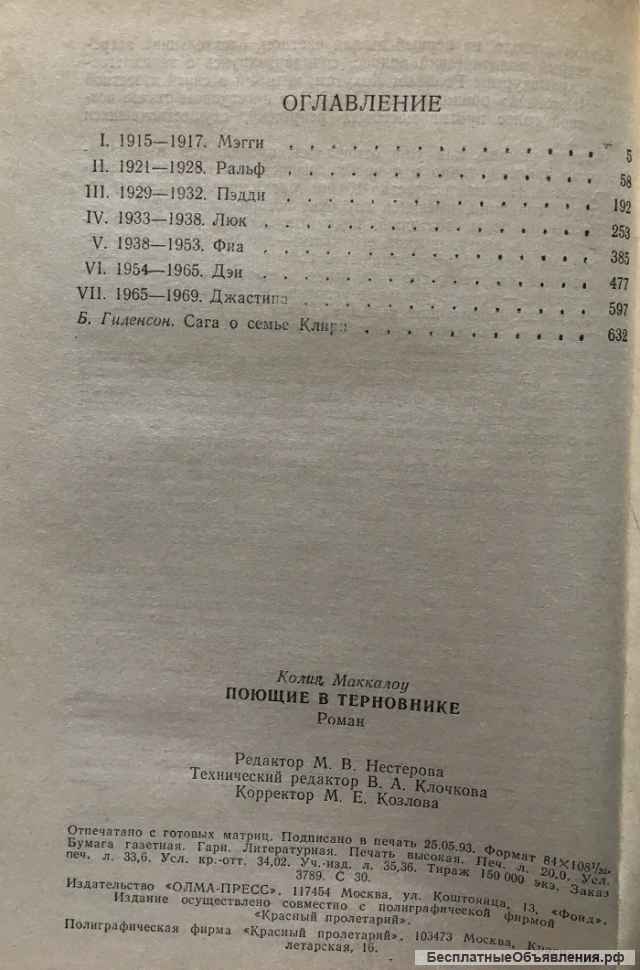 ОГЛАВЛЕНИЕ
I. 1915—1917. Мэгги 5
II. 1921—1928. Ральф 58
III. 1929—1932. Пэдди 192
IV. 1933—1938. Люк 253
V. 1938—1953. Фиа 385
VI. 1954—1965. Дэн 477
VII. 1965—1969. Джастина 597
Б. Гиленсон. Сага о семье Клири 632
Колин Маккалоу
ПОЮЩИЕ В ТЕРНОВНИКЕ
Роман
Редактор М. В. Нестерова
Технический редактор В. А. Клочкова
Корректор М. Е. Козлова
Отпечатано с готовых матриц. Подписано в печать 25.05.93. Формат 84×108¹/₃₂.
Бумага газетная. Гарн. Литературная. Печать высокая. Печ. л. 20,0. Усл.
печ. л. 33,6. Усл. кр.-отт. 34,02. Уч.-изд. л. 35,36. Тираж 150 000 экз. Заказ
3789. С 30.
Издательство «ОЛМА-ПРЕСС». 117454 Москва, ул. Коштоянца, 13, «Фонд».
Издание осуществлено совместно с полиграфической фирмой
«Красный пролетарий».
Полиграфическая фирма «Красный пролетарий». 103473 Москва,
летарская, 16.
БесплатныеОбъявления.рф